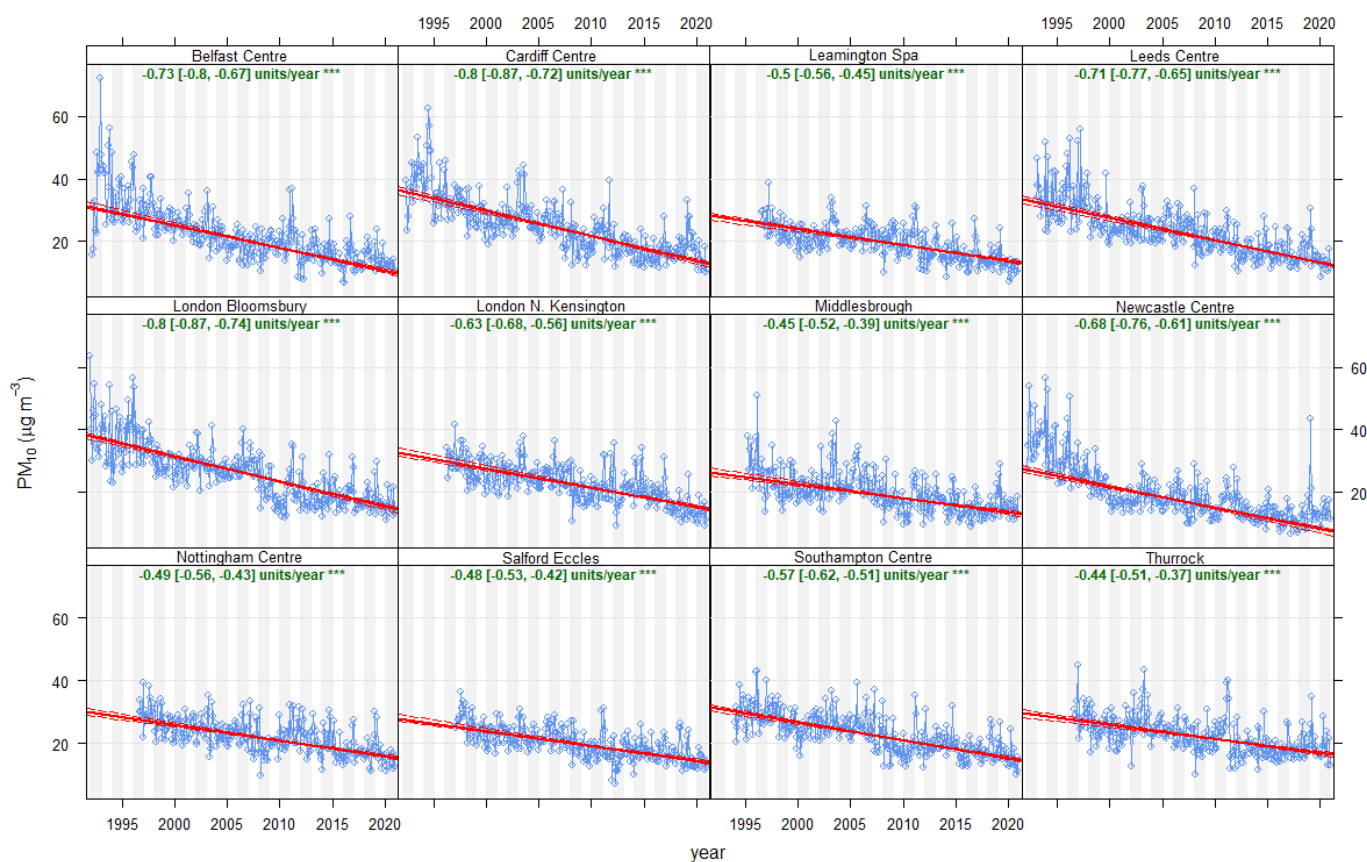 1995 2000 2005 2010 2015 2020 1995 2000 2005 2010 2015 2020
Belfast Centre Cardiff Centre Leamington Spa Leeds Centre
-0.73 [-0.8, -0.67] units/year *** -0.8 [-0.87, -0.72] units/year *** -0.5 [-0.56, -0.45] units/year *** -0.71 [-0.77, -0.65] units/year ***
60
40
20
London Bloomsbury London N. Kensington Middlesbrough Newcastle Centre
-0.8 [-0.87, -0.74] units/year *** -0.63 [-0.68, -0.56] units/year *** -0.45 [-0.52, -0.39] units/year *** -0.68 [-0.76, -0.61] units/year ***
60
40
20
PM₁₀ (µg m⁻³)
Nottingham Centre Salford Eccles Southampton Centre Thurrock
-0.49 [-0.56, -0.43] units/year *** -0.48 [-0.53, -0.42] units/year *** -0.57 [-0.62, -0.51] units/year *** -0.44 [-0.51, -0.37] units/year ***
60
40
20
1995 2000 2005 2010 2015 2020 1995 2000 2005 2010 2015 2020
year